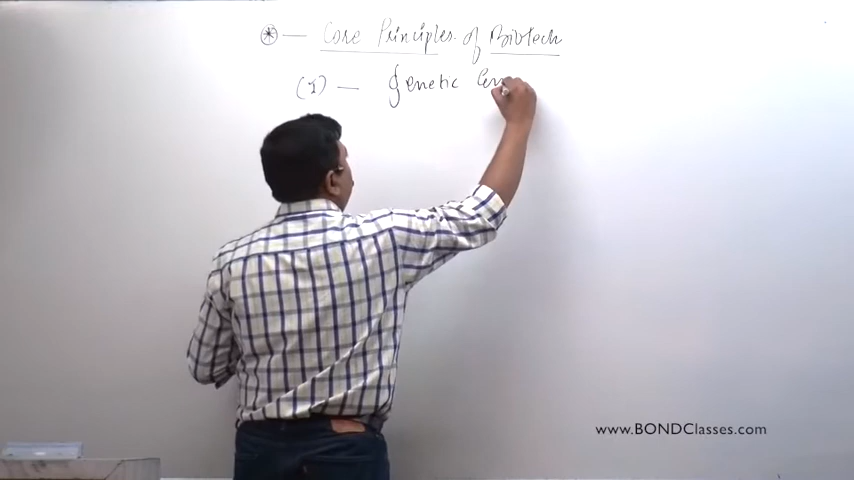 ⊛ — Core Principles of Biotech
(I) — Genetic
www.BONDClasses.com